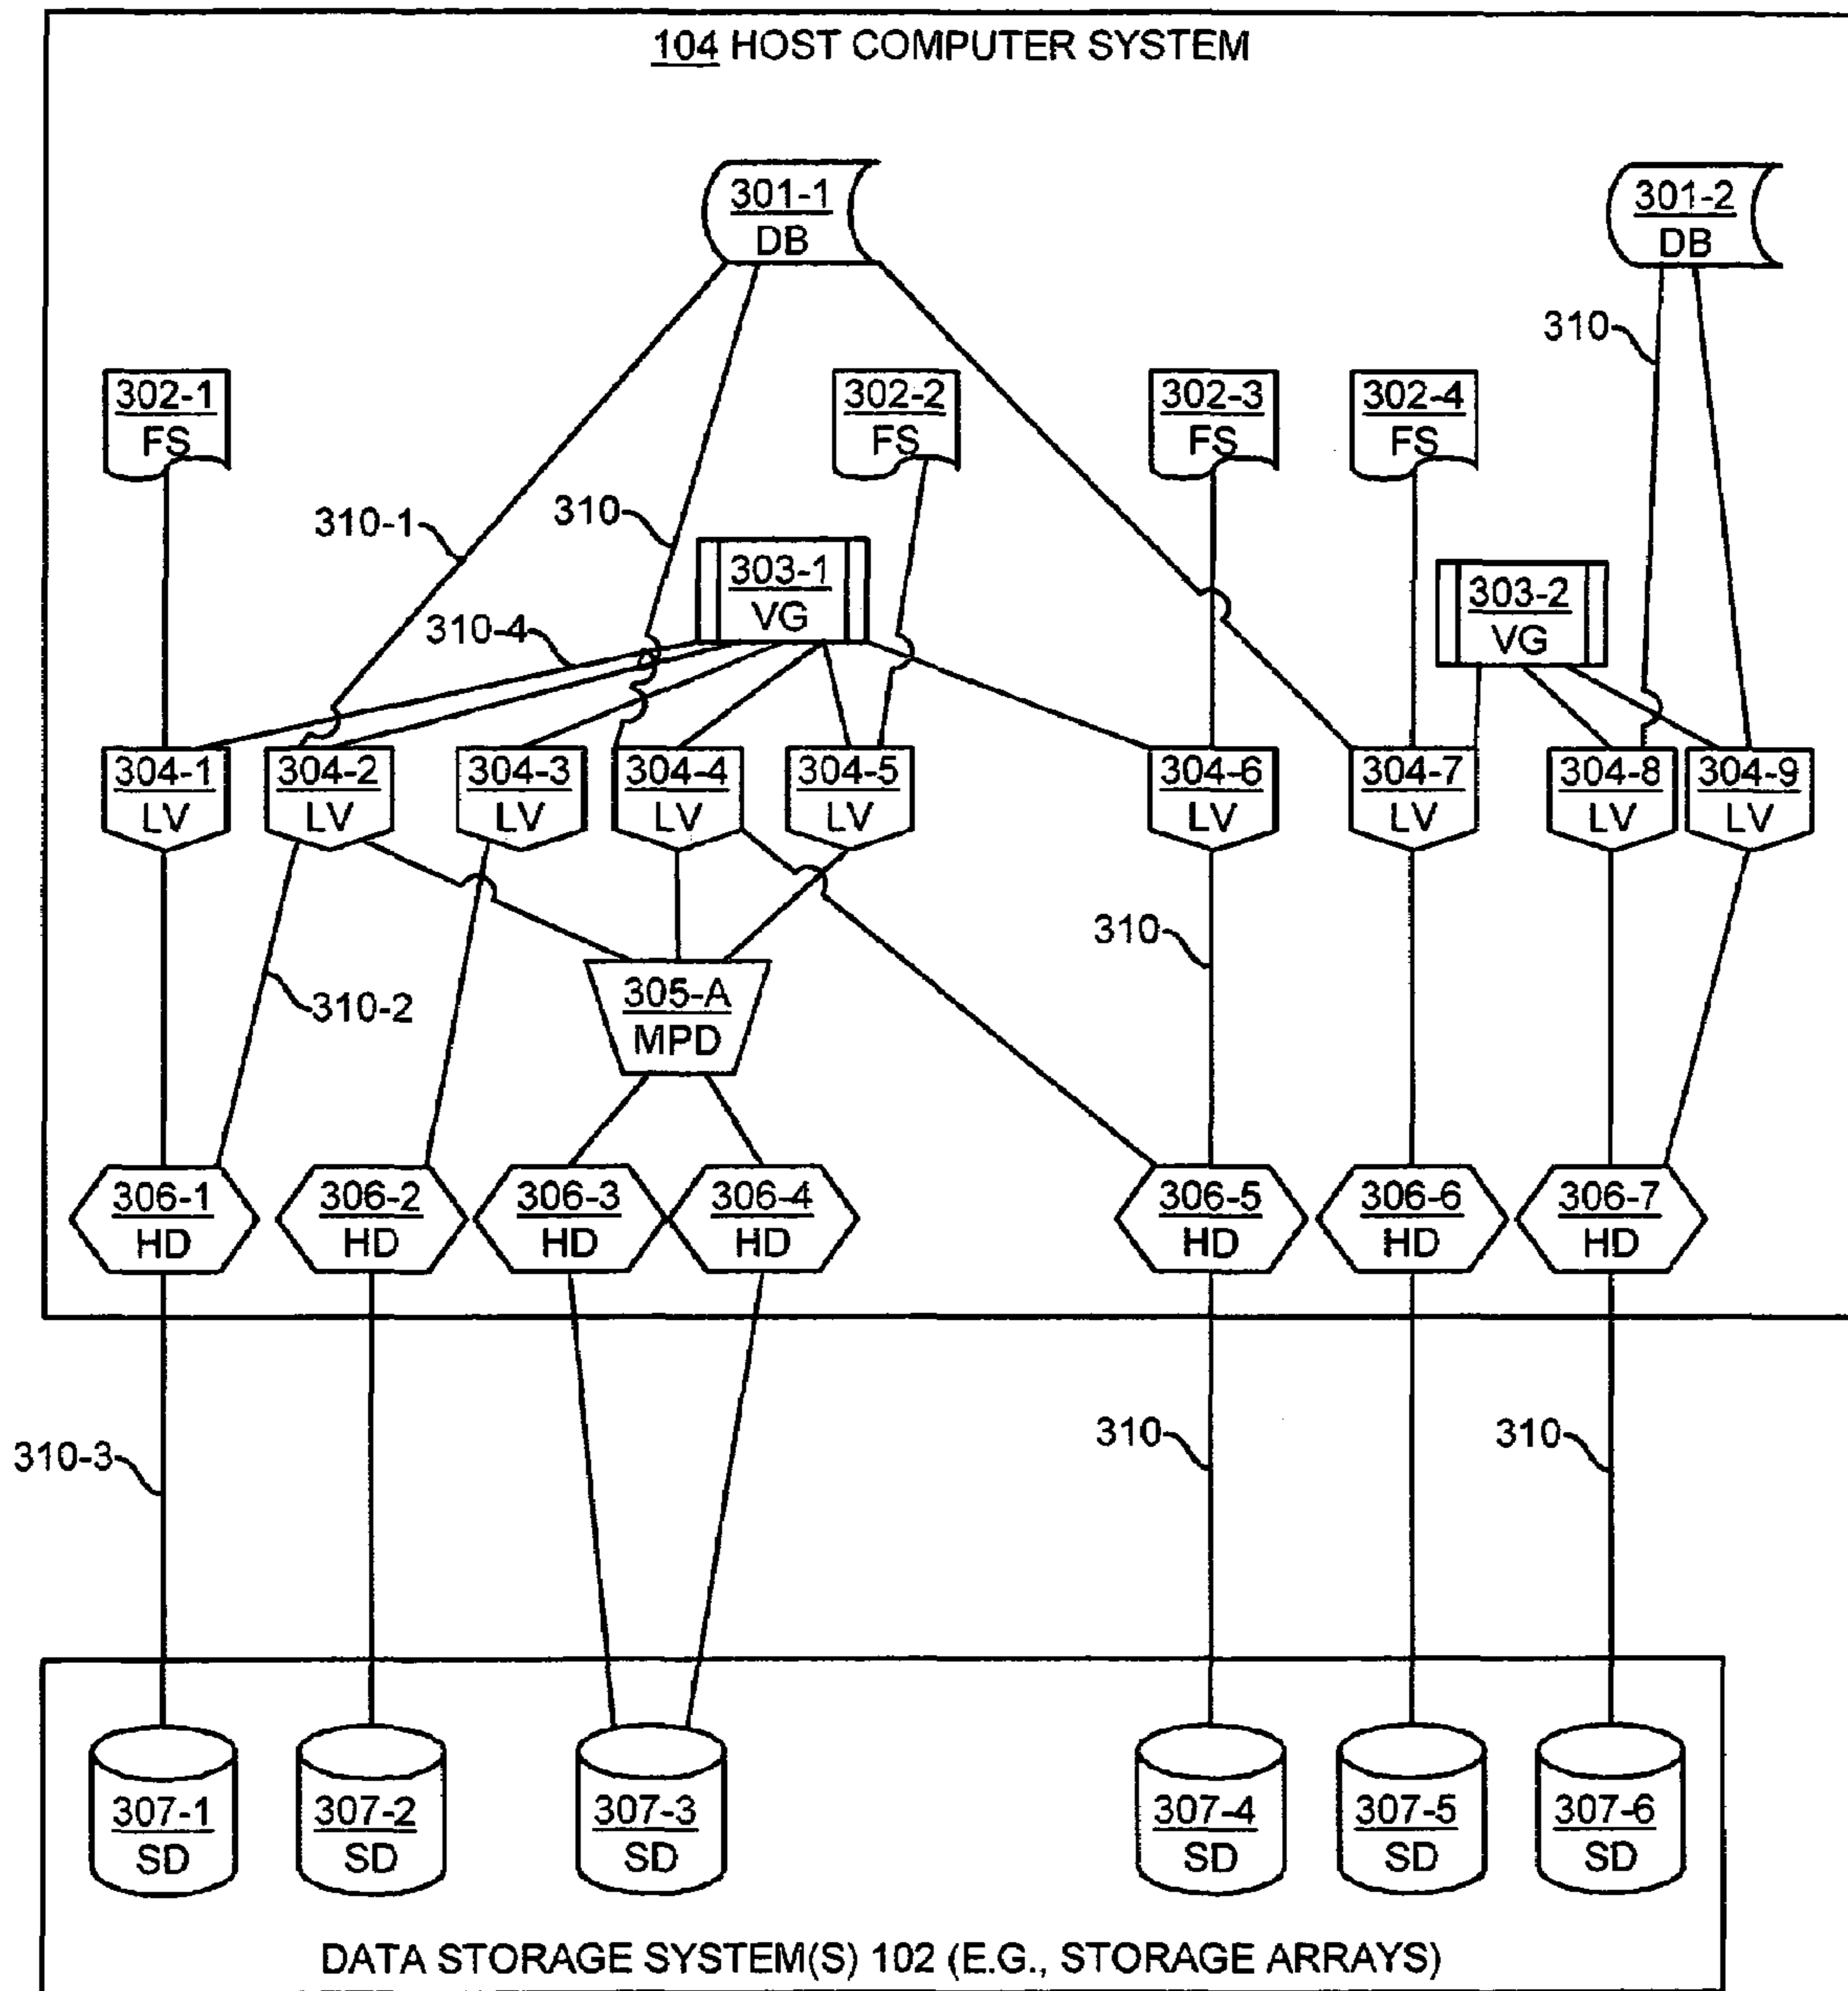 104 HOST COMPUTER SYSTEM
301-1
DB
301-2
DB
310
302-1
FS
302-2
FS
302-3
FS
302-4
FS
310-1
310
303-1
VG
303-2
VG
310-4
304-1
LV
304-2
LV
304-3
LV
304-4
LV
304-5
LV
304-6
LV
304-7
LV
304-8
LV
304-9
LV
310
305-A
MPD
310-2
306-1
HD
306-2
HD
306-3
HD
306-4
HD
306-5
HD
306-6
HD
306-7
HD
310-3
310
310
307-1
SD
307-2
SD
307-3
SD
307-4
SD
307-5
SD
307-6
SD
DATA STORAGE SYSTEM(S) 102 (E.G., STORAGE ARRAYS)